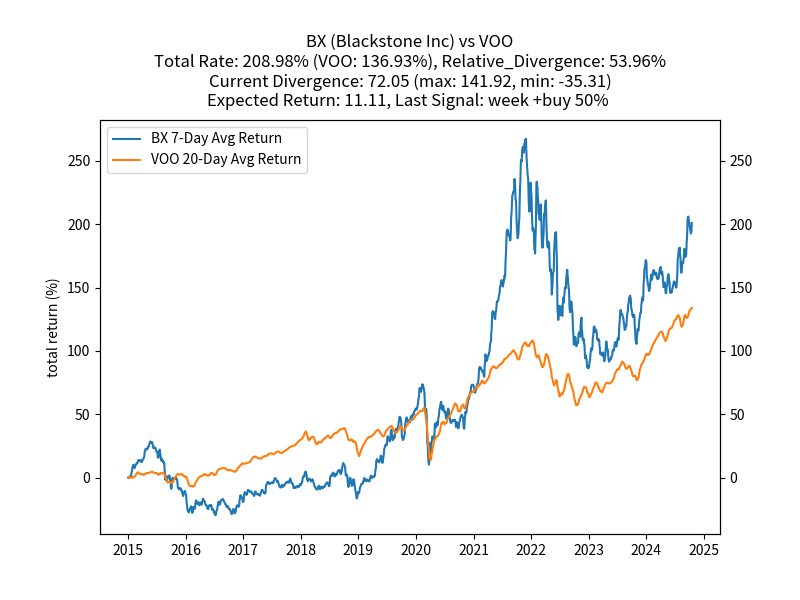 BX (Blackstone Inc) vs VOO
Total Rate: 208.98% (VOO: 136.93%), Relative_Divergence: 53.96%
Current Divergence: 72.05 (max: 141.92, min: -35.31)
Expected Return: 11.11, Last Signal: week +buy 50%
BX 7-Day Avg Return
VOO 20-Day Avg Return
total return (%)
250 250
200 200
150 150
100 100
50 50
0 0
2015 2016 2017 2018 2019 2020 2021 2022 2023 2024 2025